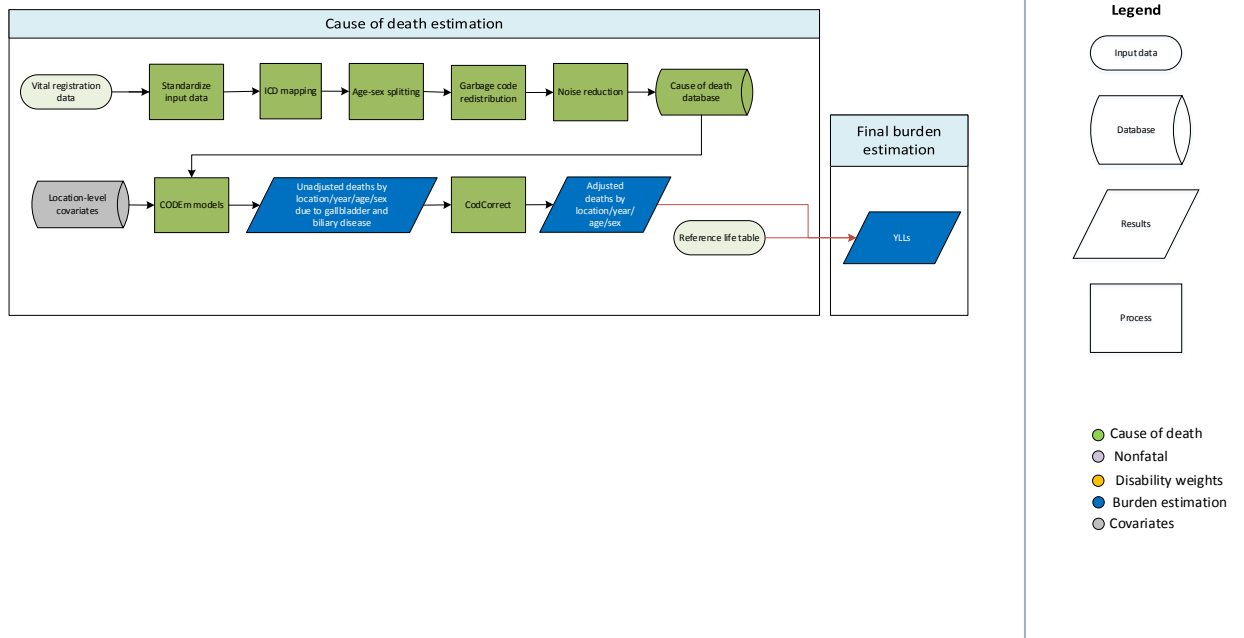 Cause of death estimation
Vital registration
data
Standardize
input data
ICD mapping
Age-sex splitting
Garbage code
redistribution
Noise reduction
Cause of death
database
Location-level
covariates
CODEm models
Unadjusted deaths by
location/year/age/sex
due to gallbladder and
biliary disease
CodCorrect
Adjusted
deaths by
location/year/
age/sex
Reference life table
Final burden
estimation
YLLs
Legend
Input data
Database
Results
Process
Cause of death
Nonfatal
Disability weights
Burden estimation
Covariates